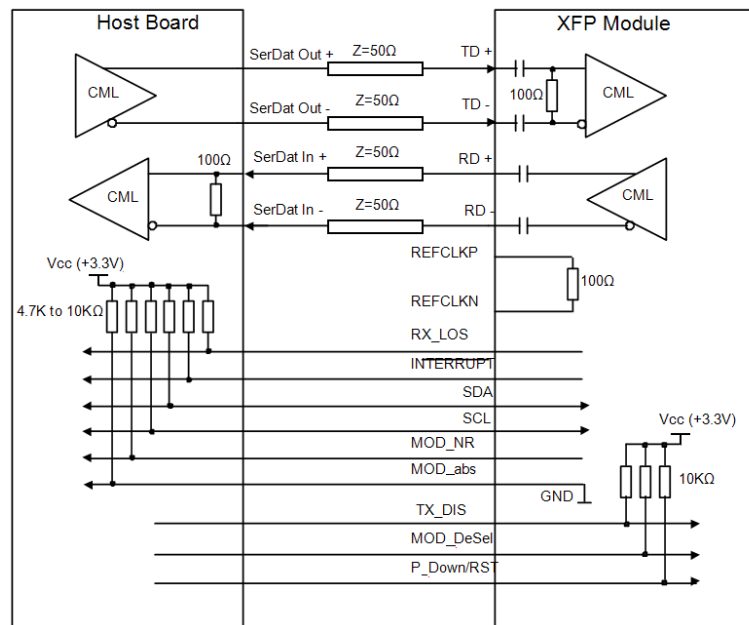 Host Board
XFP Module
SerDat Out +
Z=50Ω
TD +
CML
100Ω
CML
SerDat Out -
Z=50Ω
TD -
SerDat In +
Z=50Ω
RD +
100Ω
CML
CML
SerDat In -
Z=50Ω
RD -
REFCLKP
Vcc (+3.3V)
100Ω
4.7K to 10KΩ
REFCLKN
RX_LOS
INTERRUPT
SDA
SCL
Vcc (+3.3V)
MOD_NR
MOD_abs
10KΩ
GND
TX_DIS
MOD_DeSel
P_Down/RST